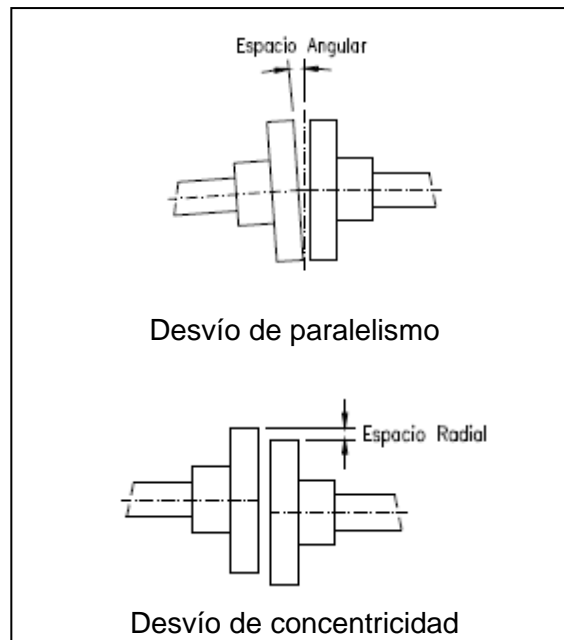 Espacio Angular
Desvío de paralelismo
Espacio Radial
Desvío de concentricidad